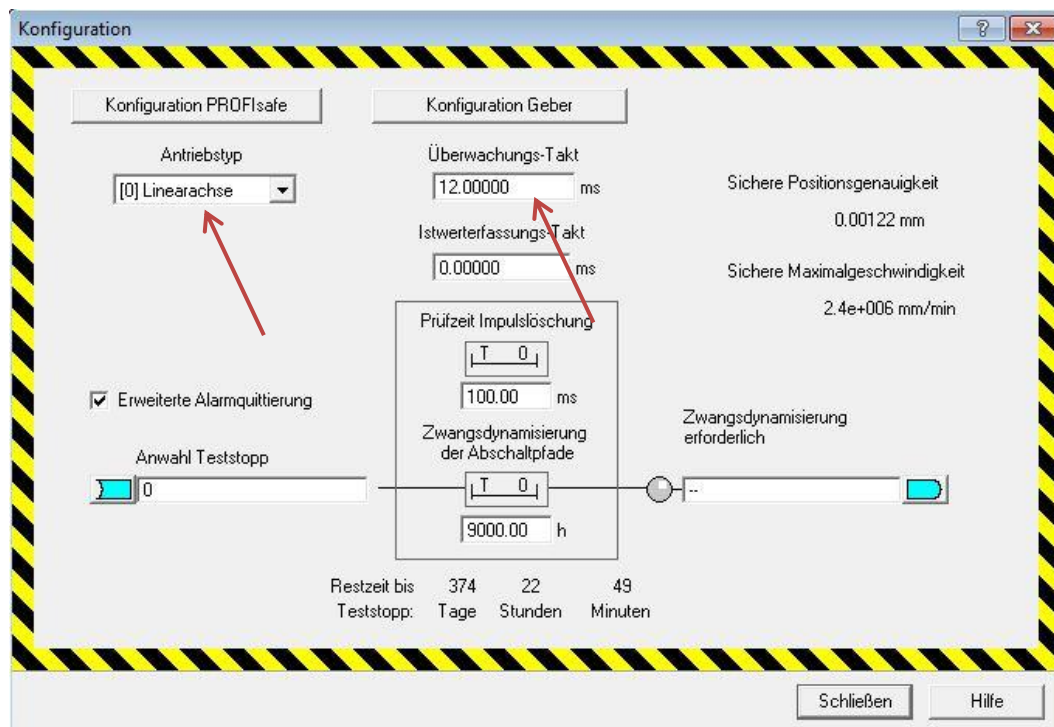 Konfiguration
Konfiguration PROFIsafe
Konfiguration Geber
Antriebstyp
[0] Linearachse
Überwachungs-Takt
12.00000 ms
Istwerterfassungs-Takt
0.00000 ms
Sichere Positionsgenauigkeit
0.00122 mm
Sichere Maximalgeschwindigkeit
2.4e+006 mm/min
Prüfzeit Impulslöschung
T 0
100.00 ms
Erweiterte Alarmquittierung
Zwangsdynamisierung
der Abschaltpfade
Anwahl Teststopp
0
T 0
9000.00 h
Zwangsdynamisierung
erforderlich
--
Restzeit bis 374 22 49
Teststopp: Tage Stunden Minuten
Schließen
Hilfe